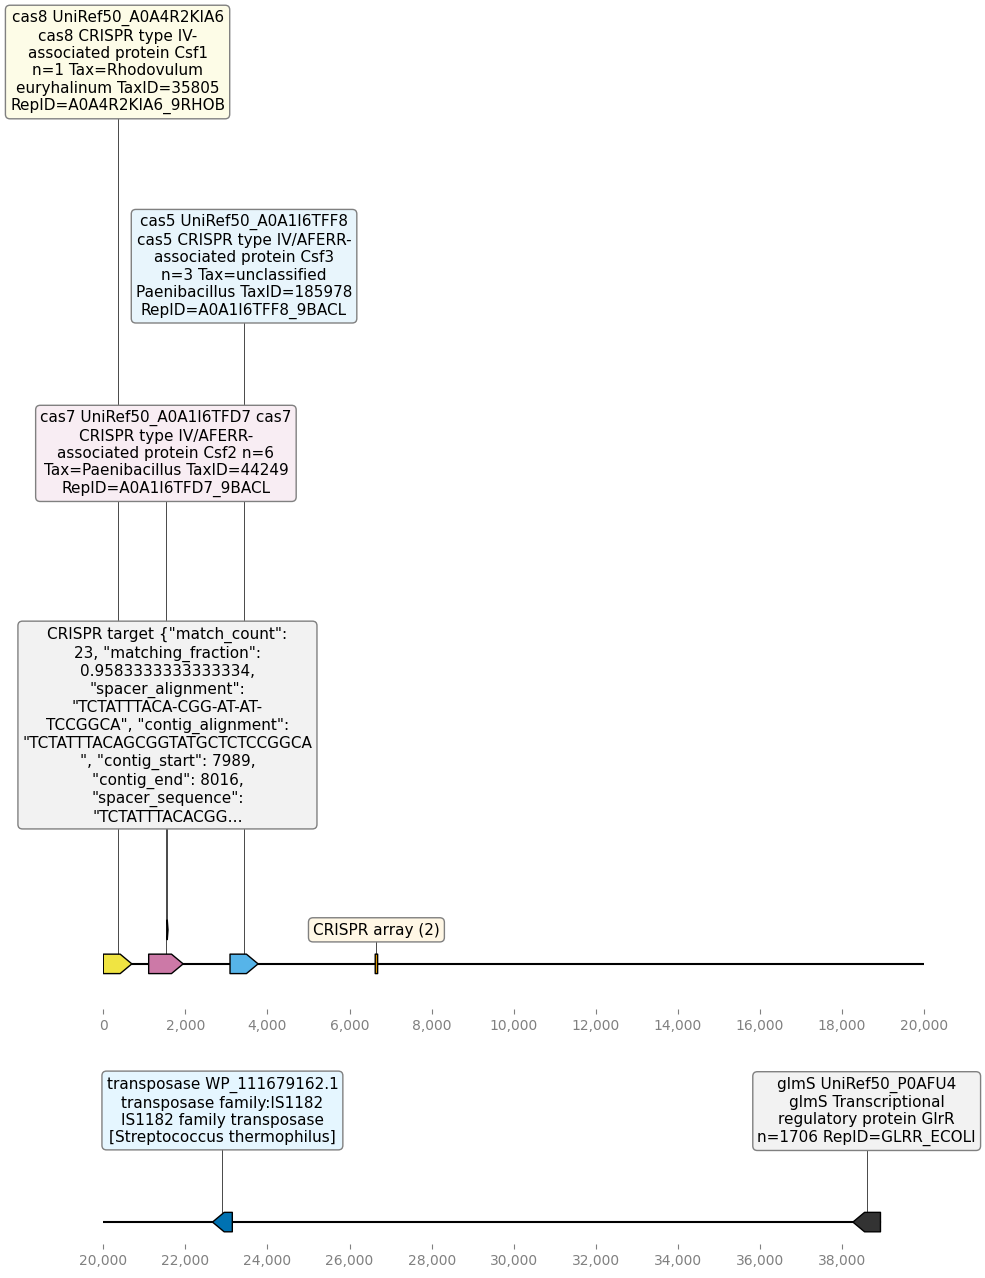 cas8 UniRef50_A0A4R2KIA6
cas8 CRISPR type IV-
associated protein Csf1
n=1 Tax=Rhodovulum
euryhalinum TaxID=35805
RepID=A0A4R2KIA6_9RHOB
cas5 UniRef50_A0A1I6TFF8
cas5 CRISPR type IV/AFERR-
associated protein Csf3
n=3 Tax=unclassified
Paenibacillus TaxID=185978
RepID=A0A1I6TFF8_9BACL
cas7 UniRef50_A0A1I6TFD7 cas7
CRISPR type IV/AFERR-
associated protein Csf2 n=6
Tax=Paenibacillus TaxID=44249
RepID=A0A1I6TFD7_9BACL
CRISPR target {"match_count":
23, "matching_fraction":
0.9583333333333334,
"spacer_alignment":
"TCTATTTACA-CGG-AT-AT-
TCCGGCA", "contig_alignment":
"TCTATTTACAGCGGTATGCTCTCCGGCA
", "contig_start": 7989,
"contig_end": 8016,
"spacer_sequence":
"TCTATTTACACGG...
CRISPR array (2)
0 2,000 4,000 6,000 8,000 10,000 12,000 14,000 16,000 18,000 20,000
transposase WP_111679162.1
transposase family:IS1182
IS1182 family transposase
[Streptococcus thermophilus]
glmS UniRef50_P0AFU4
glmS Transcriptional
regulatory protein GlrR
n=1706 RepID=GLRR_ECOLI
20,000 22,000 24,000 26,000 28,000 30,000 32,000 34,000 36,000 38,000